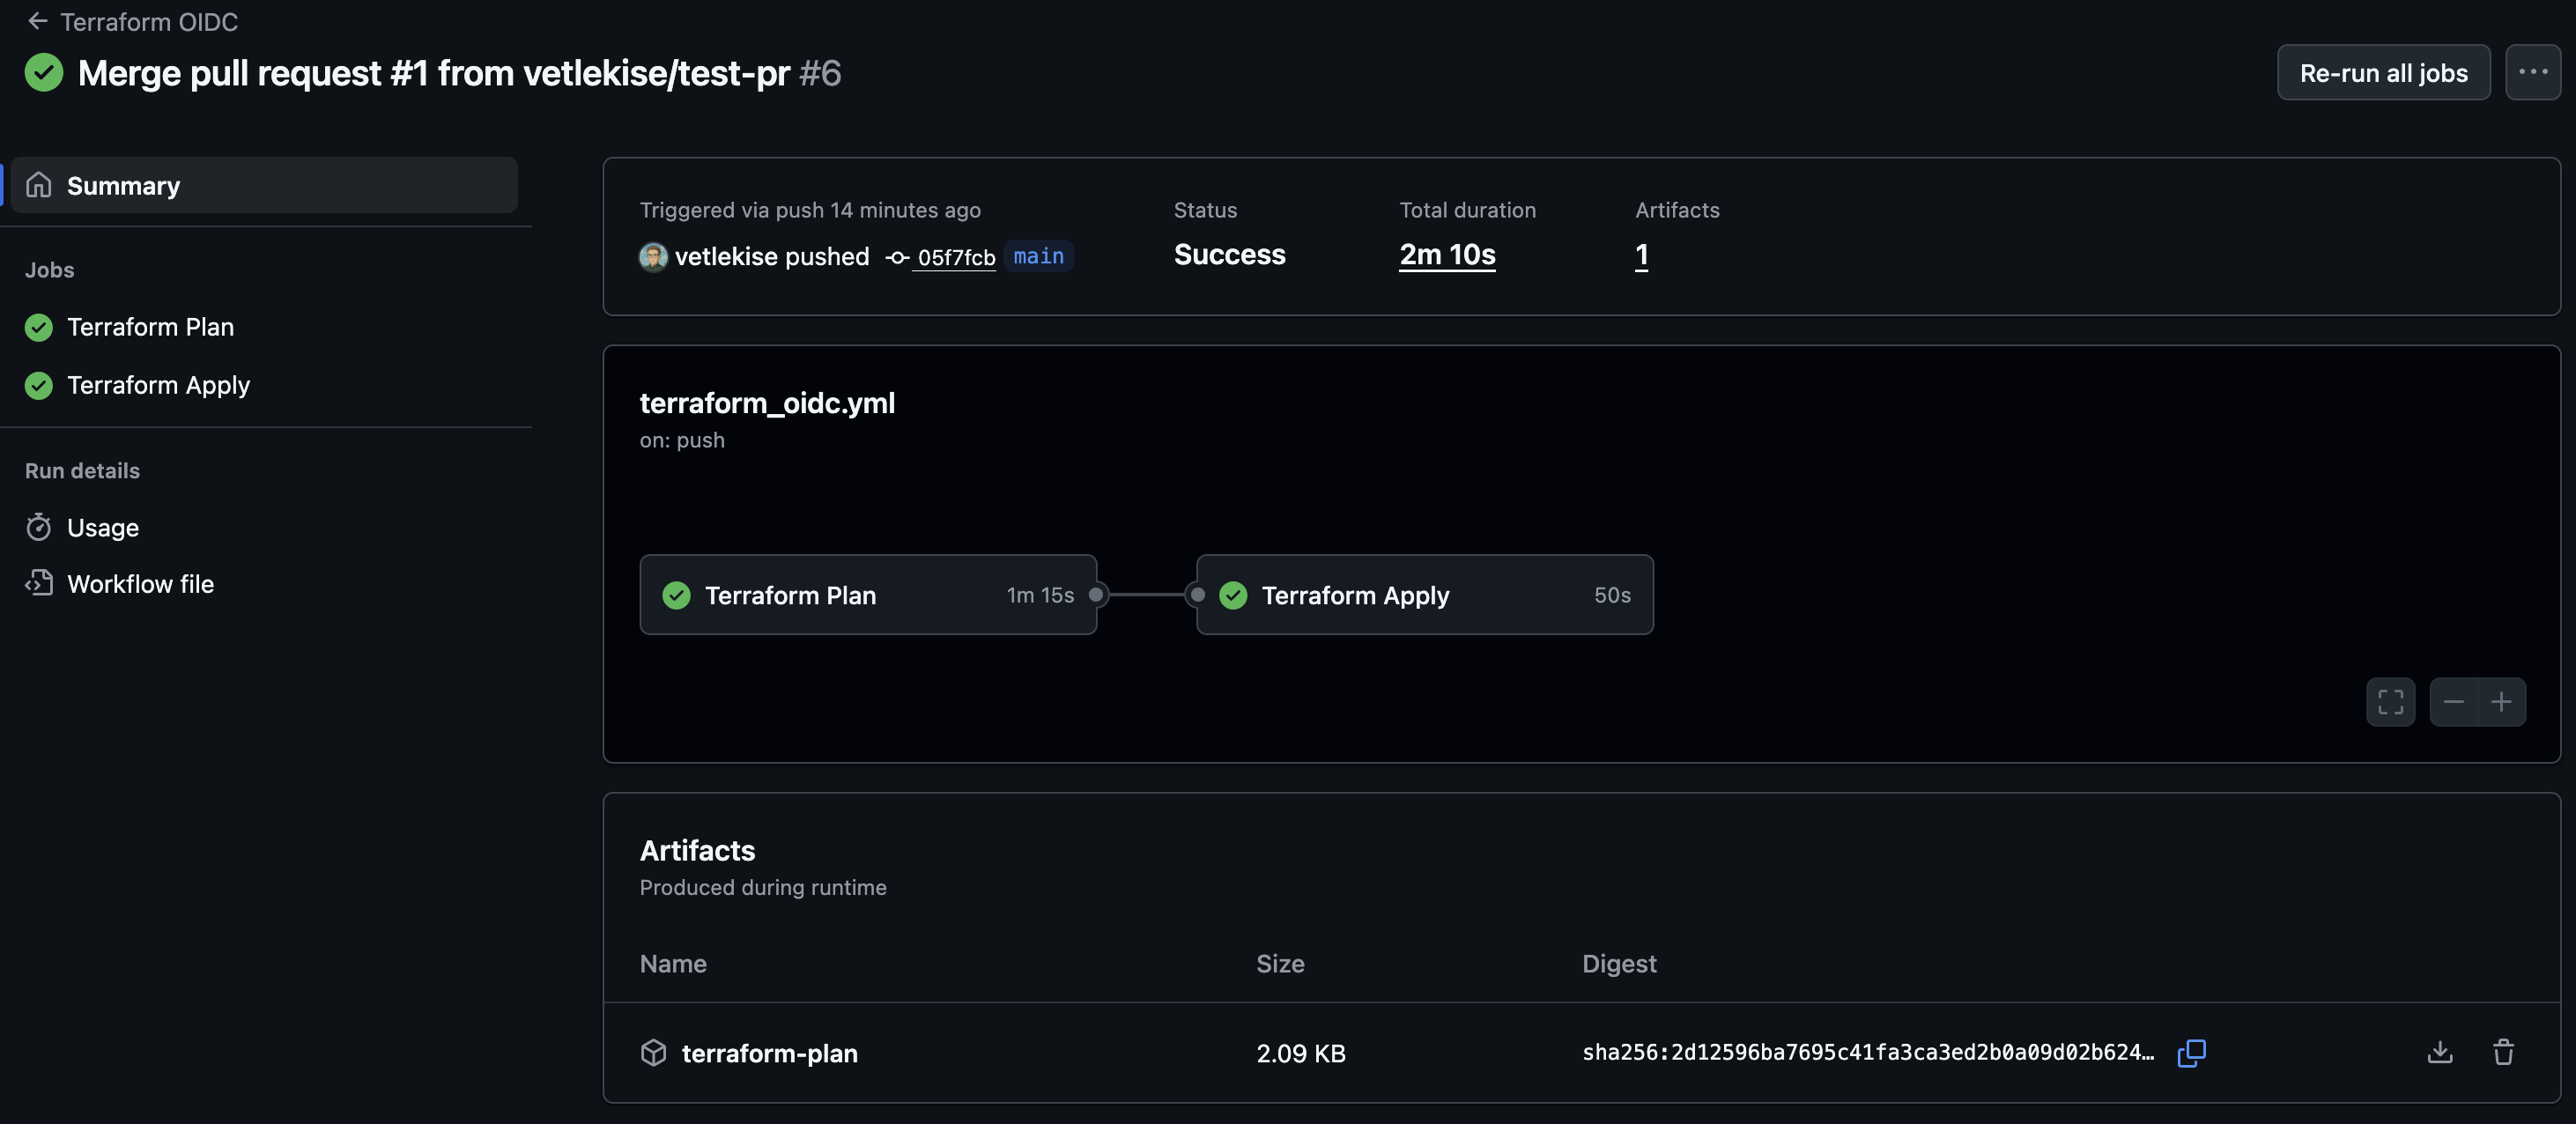 Terraform OIDC
Merge pull request #1 from vetlekise/test-pr #6
Re-run all jobs
Summary
Jobs
Terraform Plan
Terraform Apply
Run details
Usage
Workflow file
Triggered via push 14 minutes ago
vetlekise pushed 05f7fcb main
Status
Success
Total duration
2m 10s
Artifacts
1
terraform_oidc.yml
on: push
Terraform Plan 1m 15s
Terraform Apply 50s
Artifacts
Produced during runtime
Name Size Digest
terraform-plan 2.09 KB sha256:2d12596ba7695c41fa3ca3ed2b0a09d02b624…